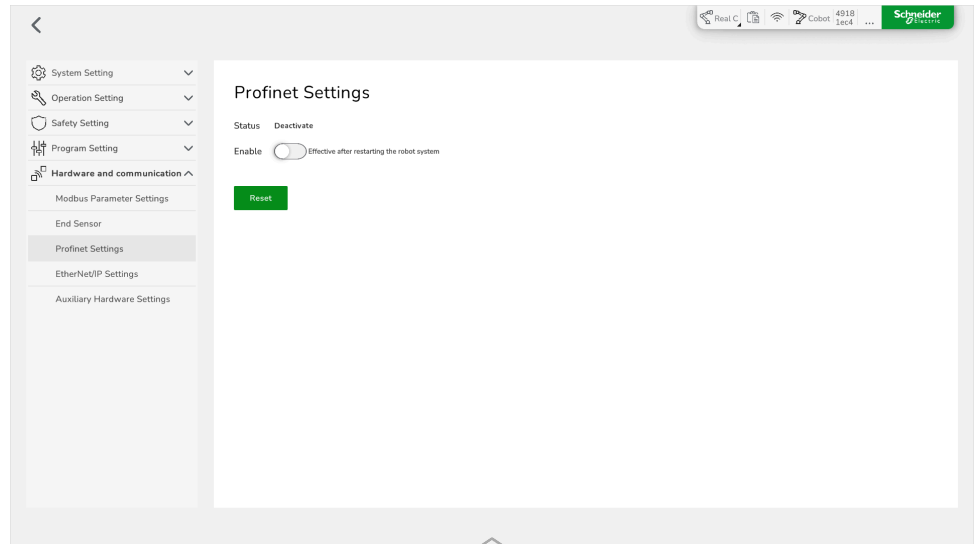 Real C
Cobot
4918
1ec4
...
Schneider
Electric
System Setting
Operation Setting
Safety Setting
Program Setting
Hardware and communication
Modbus Parameter Settings
End Sensor
Profinet Settings
EtherNet/IP Settings
Auxiliary Hardware Settings
Profinet Settings
Status Deactivate
Enable Effective after restarting the robot system
Reset